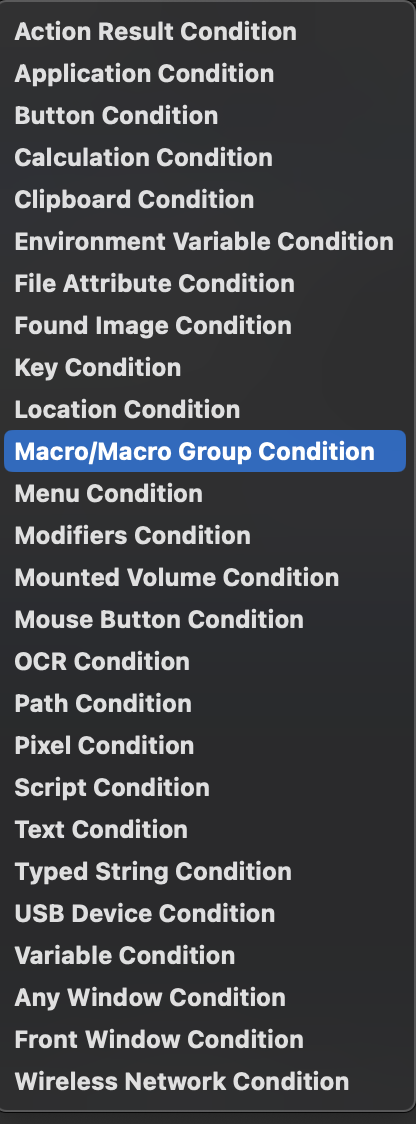 Action Result Condition
Application Condition
Button Condition
Calculation Condition
Clipboard Condition
Environment Variable Condition
File Attribute Condition
Found Image Condition
Key Condition
Location Condition
Macro/Macro Group Condition
Menu Condition
Modifiers Condition
Mounted Volume Condition
Mouse Button Condition
OCR Condition
Path Condition
Pixel Condition
Script Condition
Text Condition
Typed String Condition
USB Device Condition
Variable Condition
Any Window Condition
Front Window Condition
Wireless Network Condition